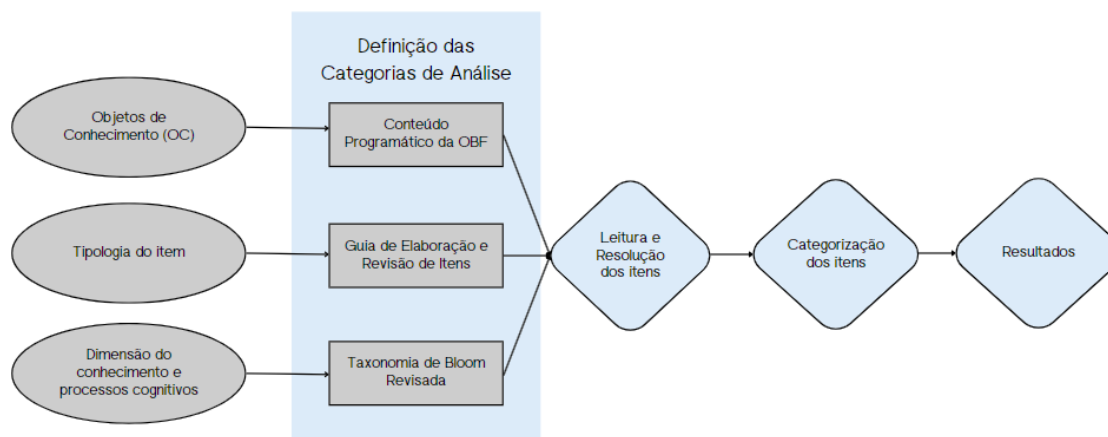 Definição das
Categorias de Análise
Objetos de
Conhecimento (OC)
Conteúdo
Programático da OBF
Tipologia do item
Guia de Elaboração e
Revisão de Itens
Dimensão do
conhecimento e
processos cognitivos
Taxonomia de Bloom
Revisada
Leitura e
Resolução
dos itens
Categorização
dos itens
Resultados